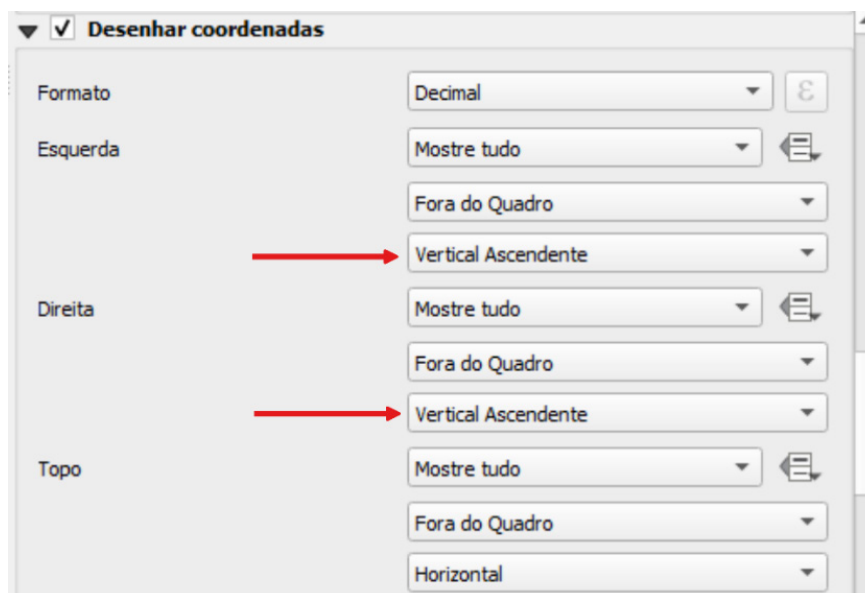 Desenhar coordenadas
Formato Decimal ε
Esquerda Mostre tudo
Fora do Quadro
Vertical Ascendente
Direita Mostre tudo
Fora do Quadro
Vertical Ascendente
Topo Mostre tudo
Fora do Quadro
Horizontal